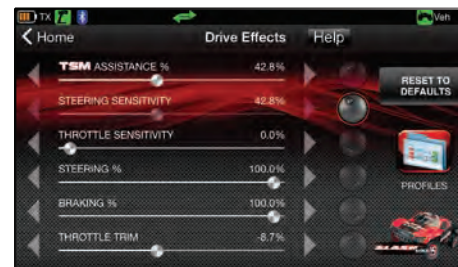 TX Veh
Home Drive Effects Help
TSM ASSISTANCE % 42.8%
RESET TO
DEFAULTS
STEERING SENSITIVITY 42.8%
THROTTLE SENSITIVITY 0.0%
STEERING % 100.0%
PROFILES
BRAKING % 100.0%
THROTTLE TRIM -8.7%
SLASH